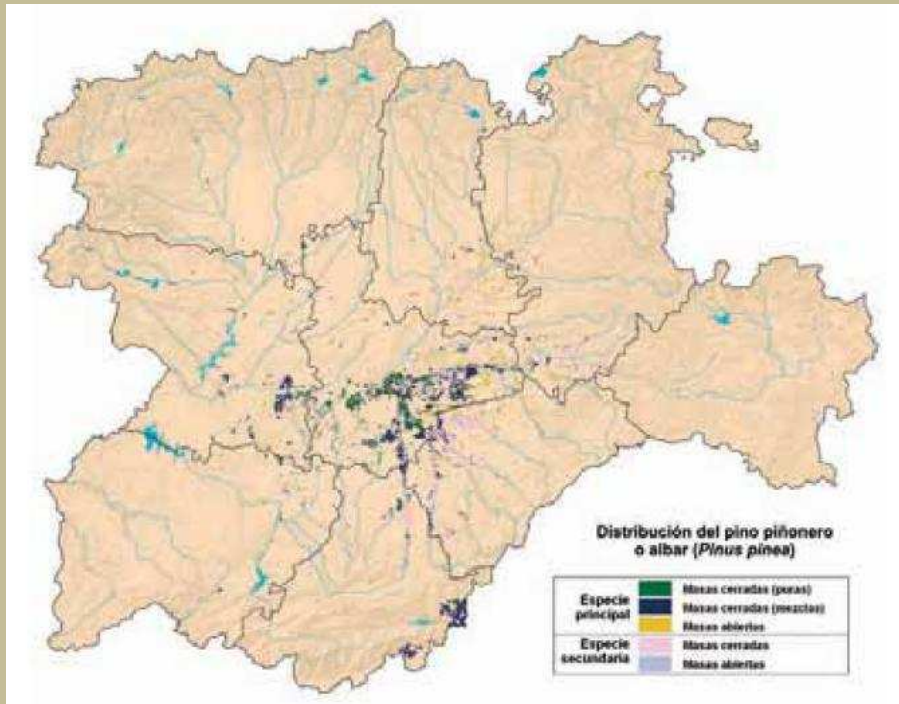 Distribución del pino piñonero
o albar (Pinus pinea)
Especie
principal
Masas cerradas (puras)
Masas cerradas (mezclas)
Masas abiertas
Especie
secundaria
Masas cerradas
Masas abiertas